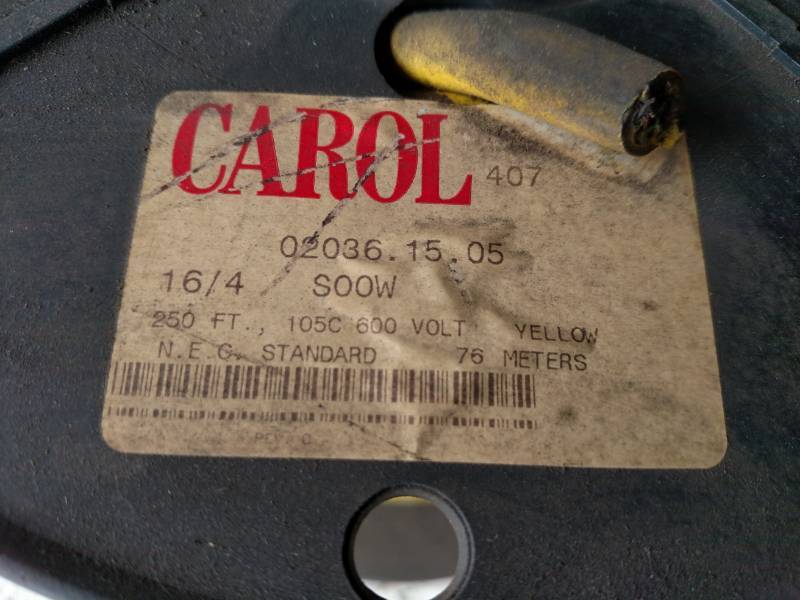 CAROL 407
02036.15.05
16/4 SOOW
250 FT., 105C 600 VOLT YELLOW
N.E.C. STANDARD 76 METERS